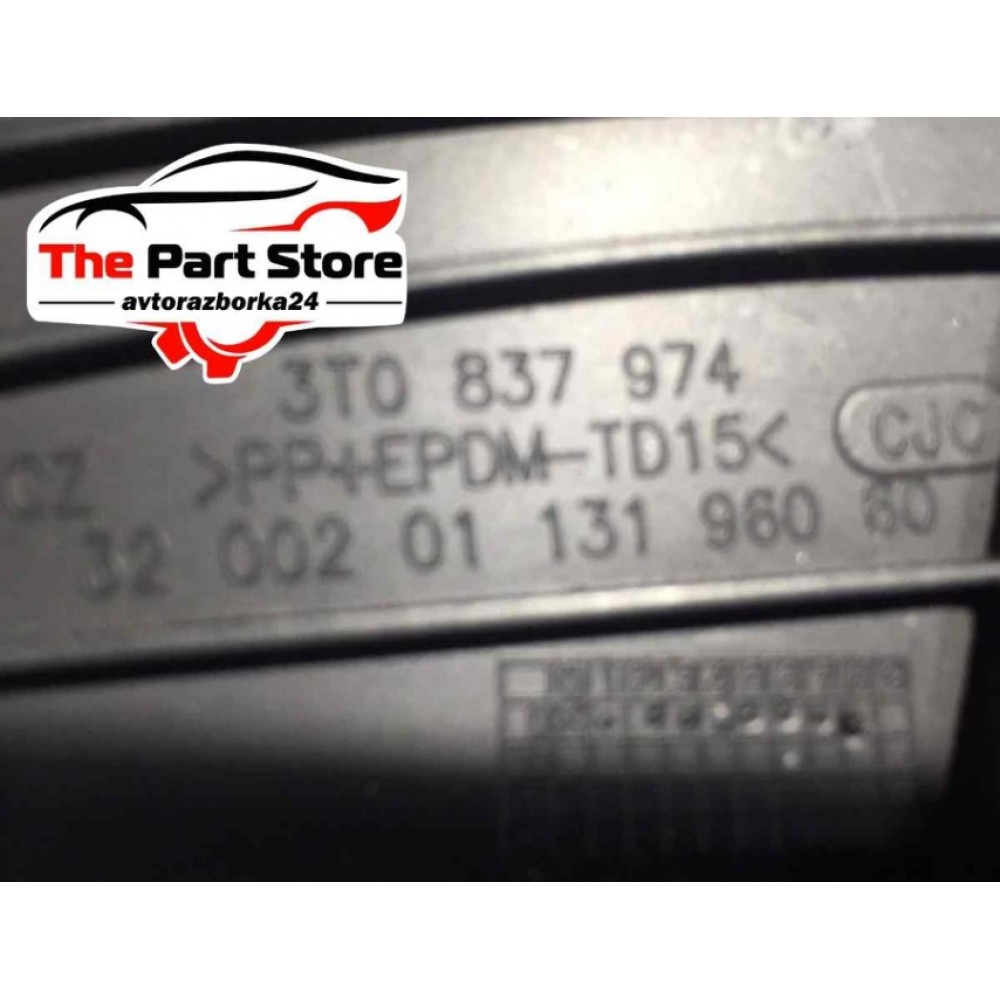 The Part Store
avtorazborka24
3T0 837 974
CZ >PP+EPDM-TD15< CJC
32 002 01 131 960 60